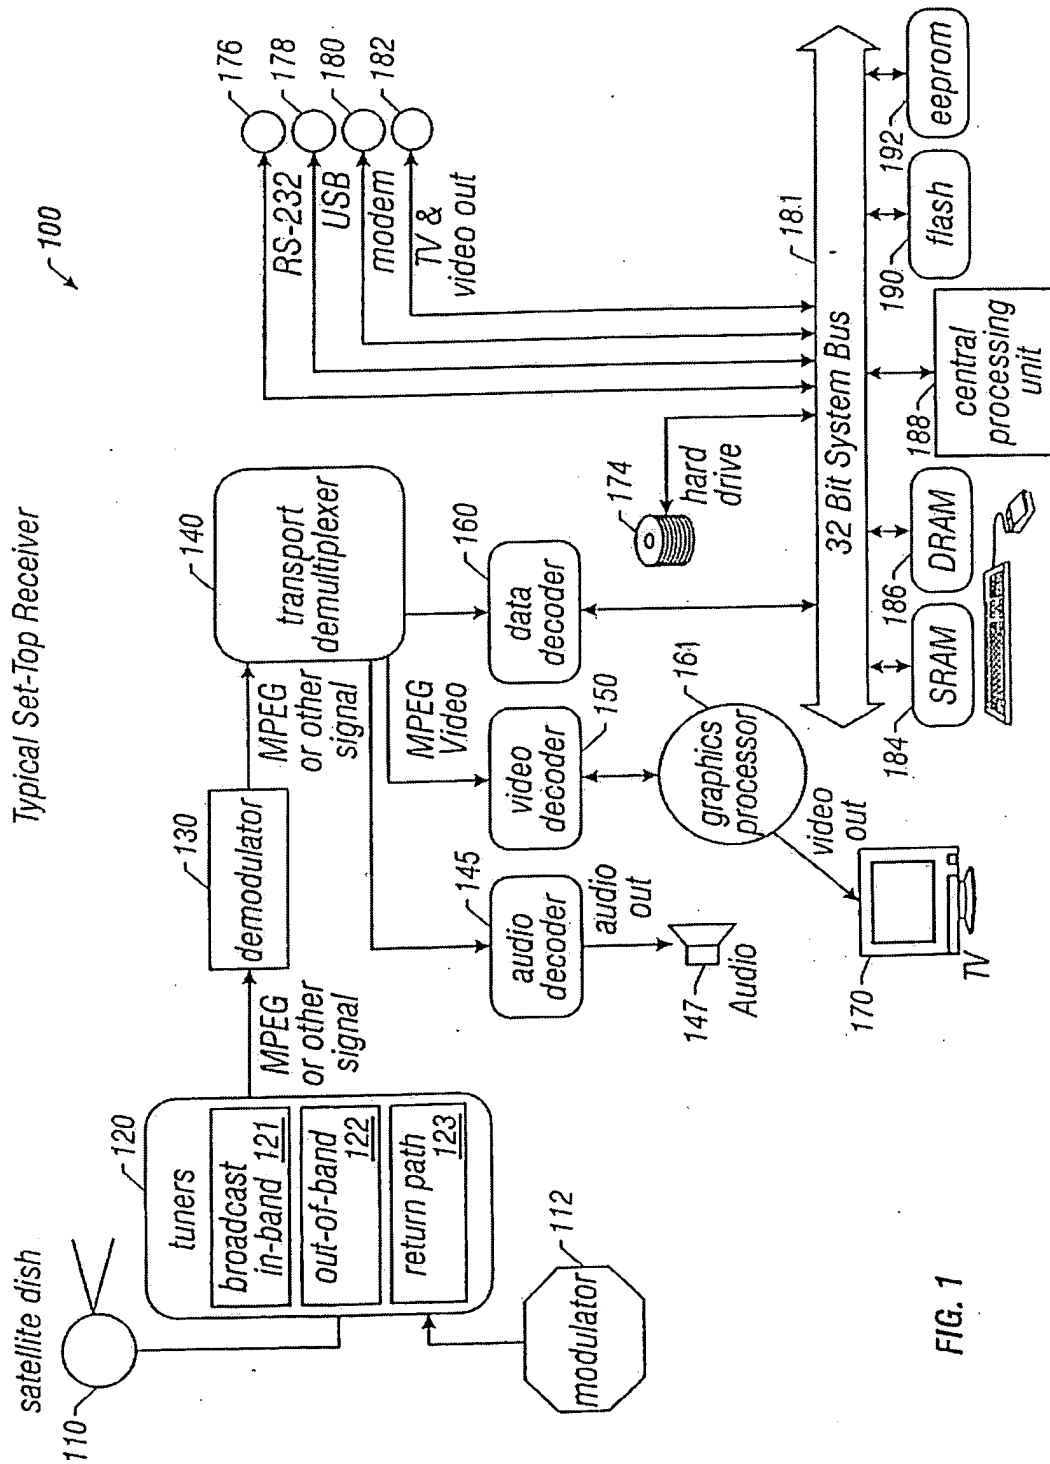 Typical Set-Top Receiver
100
satellite dish
110
120
tuners
broadcast
in-band 121
out-of-band 122
return path
123
112
modulator
MPEG
or other
signal
130
demodulator
MPEG
or other
signal
140
transport
demultiplexer
MPEG
Video
145
audio
decoder
audio
out
147
Audio
150
video
decoder
160
data
decoder
161
graphics
processor
video
out
170
TV
174
hard
drive
176
RS-232
178
USB
180
modem
182
TV &
video out
181
32 Bit System Bus
184
SRAM
186
DRAM
188
central
processing
unit
190
flash
192
eeprom
FIG. 1